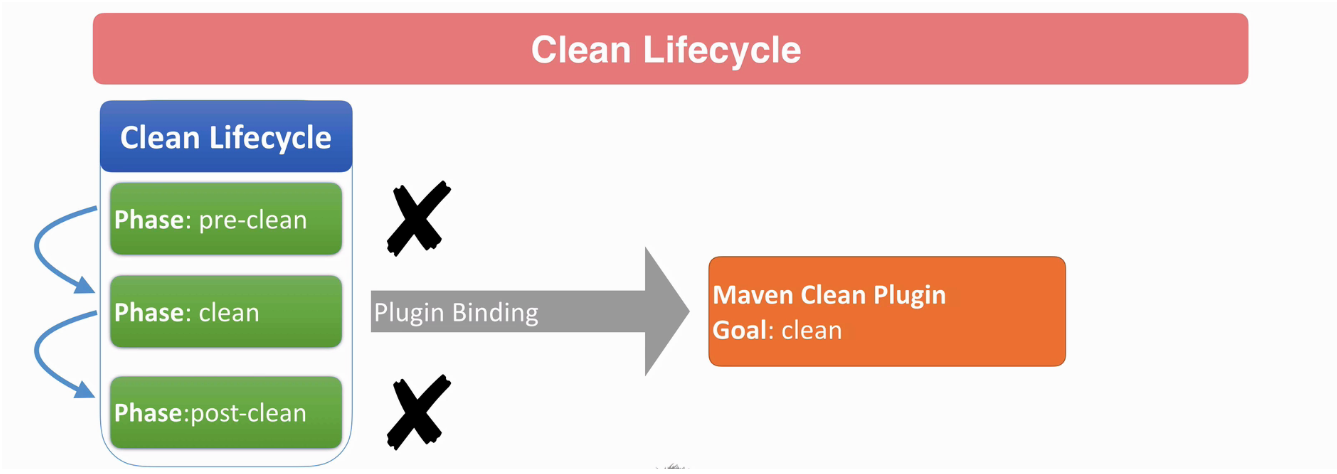 Clean Lifecycle
Clean Lifecycle
Phase: pre-clean
Phase: clean
Plugin Binding
Maven Clean Plugin
Goal: clean
Phase:post-clean